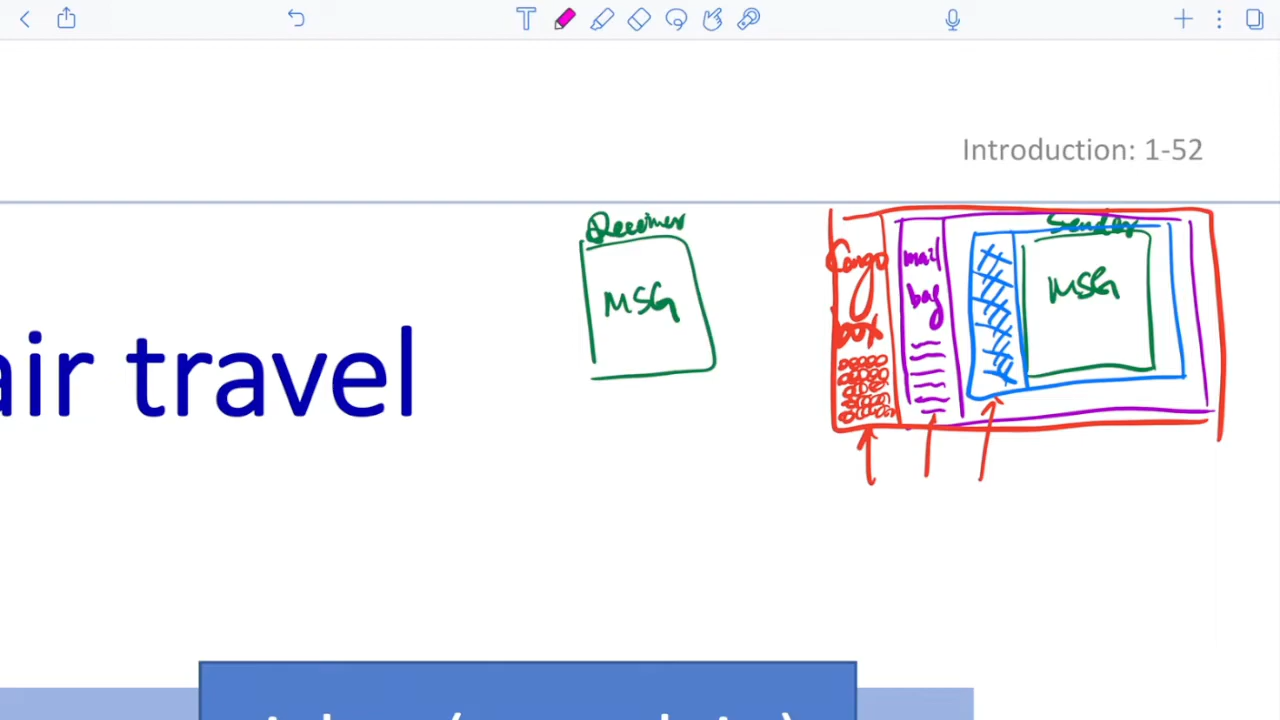 Introduction: 1-52
Receiver
Sender
MSG
MSG
Cargo
box
mail
bag
air travel